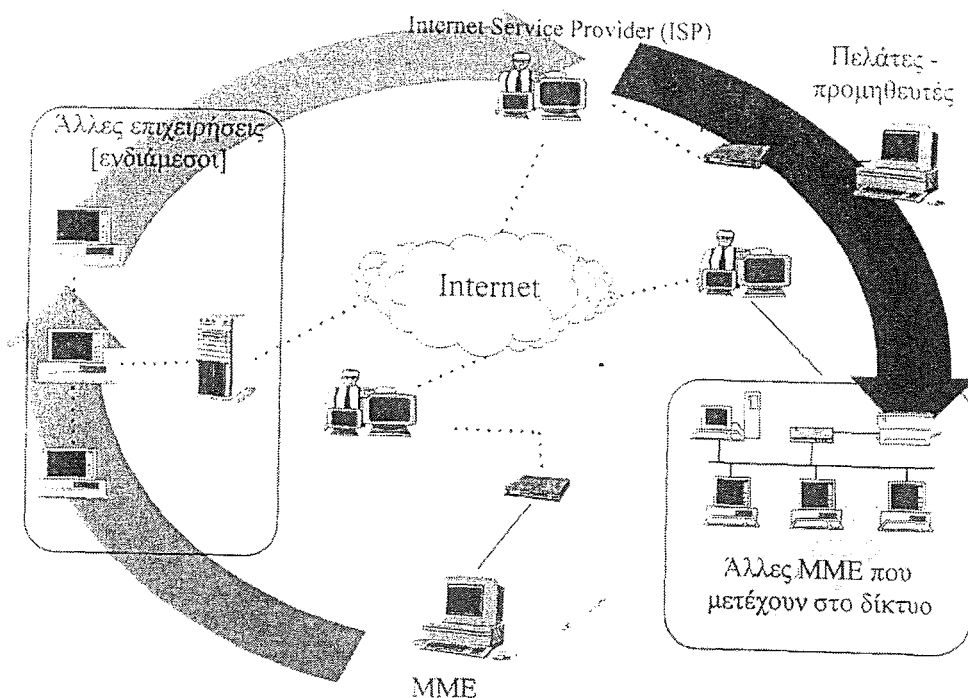 Internet Service Provider (ISP)
Πελάτες -
προμηθευτές
Άλλες επιχειρήσεις
[ενδιάμεσοι]
Internet
Άλλες ΜΜΕ που
μετέχουν στο δίκτυο
ΜΜΕ